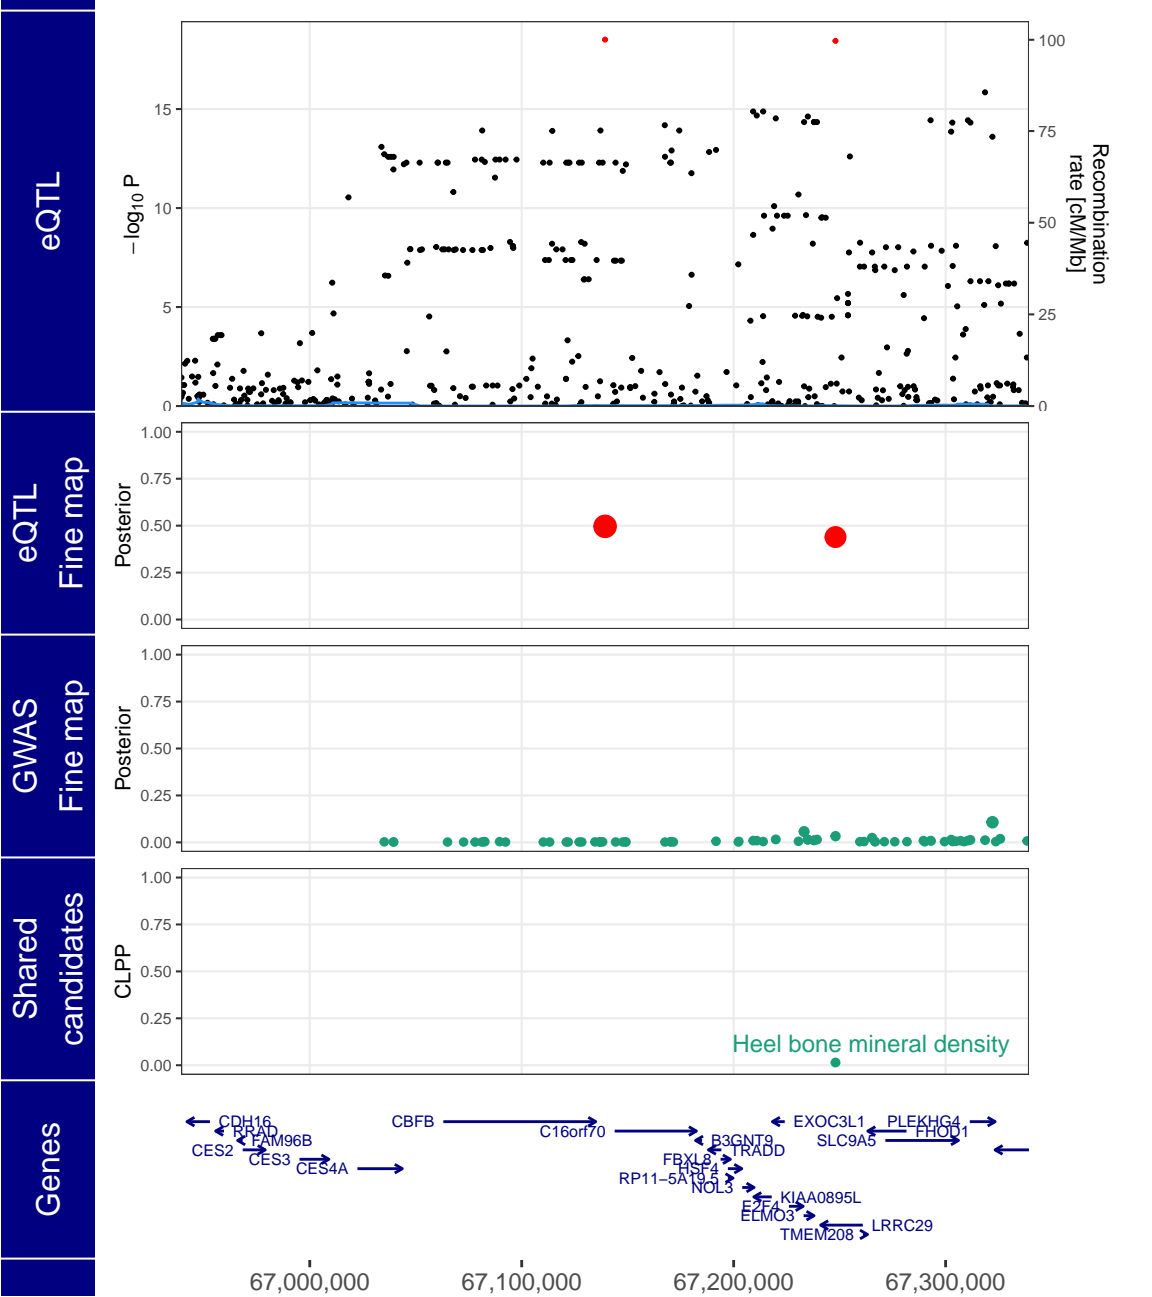 eQTL
−log10 P
15
10
5
0
100
75
50
25
0
Recombination
rate [cM/Mb]
eQTL
Fine map
Posterior
1.00
0.75
0.50
0.25
0.00
GWAS
Fine map
Posterior
1.00
0.75
0.50
0.25
0.00
Shared
candidates
CLPP
1.00
0.75
0.50
0.25
0.00
Heel bone mineral density
Genes
CDH16 CBFB EXOC3L1 PLEKHG4
RRAD C16orf70 FHOD1
FAM96B B3GNT9 SLC9A5
CES2 TRADD
CES3 FBXL8
CES4A HSF4
RP11−5A19.5
NOL3
KIAA0895L
E2F4
ELMO3
LRRC29
TMEM208
67,000,000 67,100,000 67,200,000 67,300,000